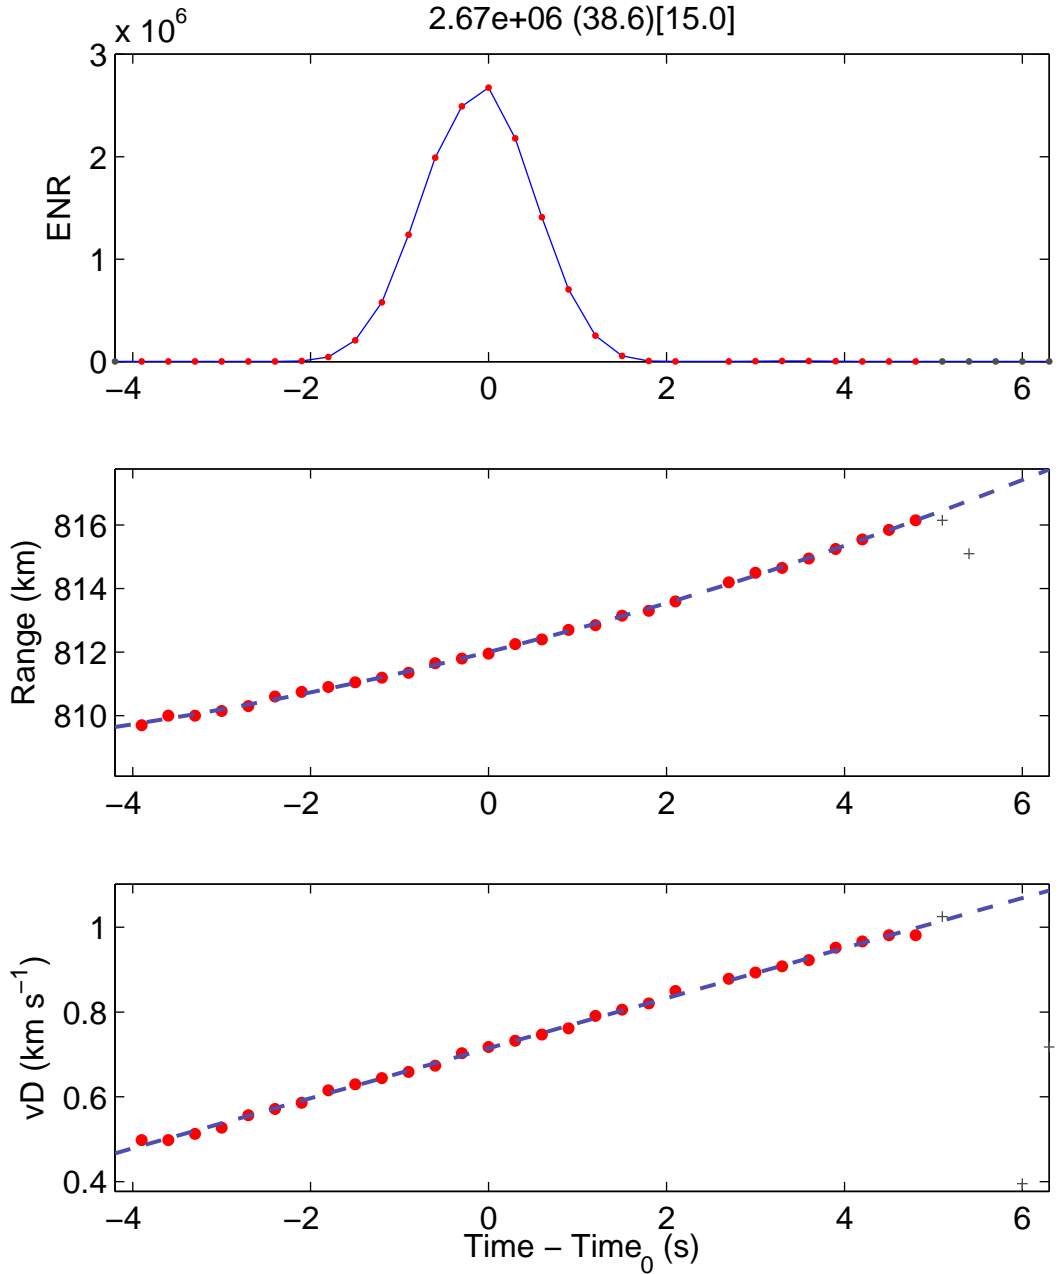 2.67e+06 (38.6)[15.0]
x 10^6
3
2
1
0
ENR
−4 −2 0 2 4 6
816
814
812
810
Range (km)
−4 −2 0 2 4 6
1
0.8
0.6
0.4
vD (km s^−1)
−4 −2 0 2 4 6
Time − Time_0 (s)